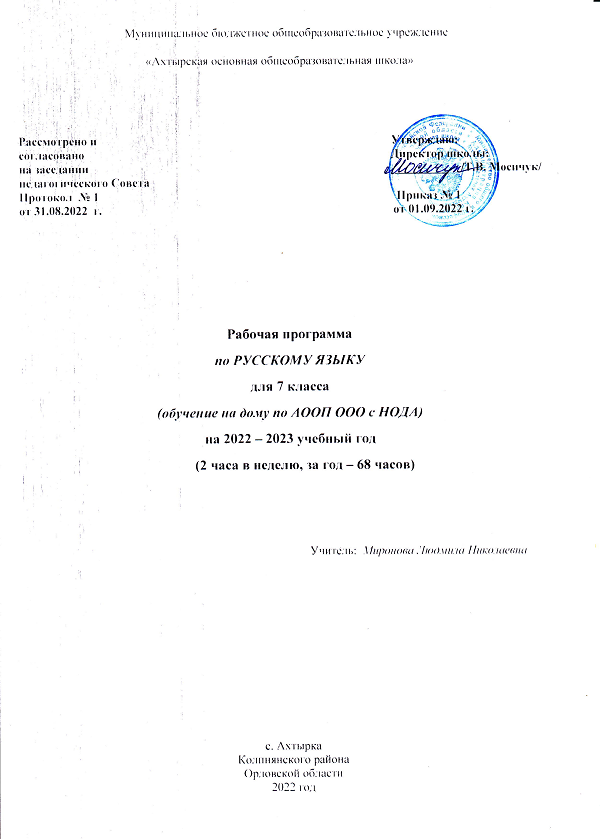 Муниципальное бюджетное общеобразовательное учреждение
«Ахтырская основная общеобразовательная школа»
Рассмотрено и
согласовано
на заседании
педагогического Совета
Протокол № 1
от 31.08.2022 г.
Утверждаю:
Директор школы:
Мосичук /Т.В. Мосичук/
Приказ № 1
от 01.09.2022 г.
Рабочая программа
по РУССКОМУ ЯЗЫКУ
для 7 класса
(обучение на дому по АООП ООО с НОДА)
на 2022 – 2023 учебный год
(2 часа в неделю, за год – 68 часов)
Учитель: Миронова Людмила Николаевна
с. Ахтырка
Колпнянского района
Орловской области
2022 год